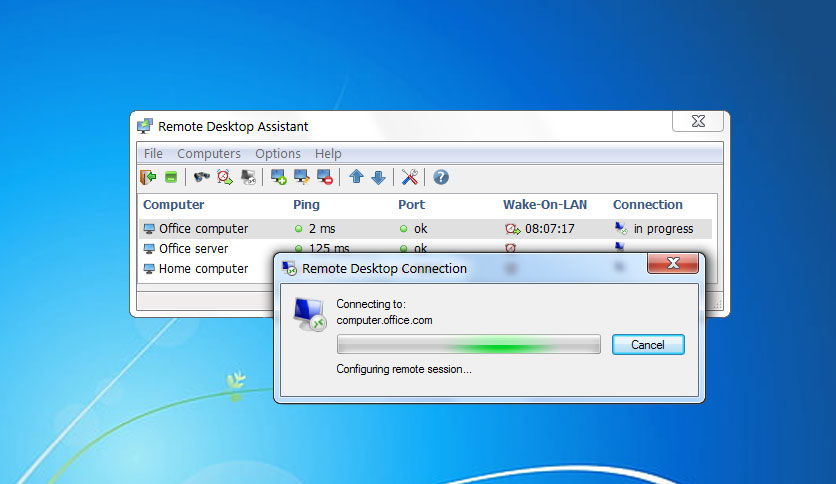 Remote Desktop Assistant
File Computers Options Help
Computer Ping Port Wake-On-LAN Connection
Office computer 2 ms ok 08:07:17 in progress
Office server 125 ms ok
Home computer
Remote Desktop Connection
Connecting to:
computer.office.com
Cancel
Configuring remote session...